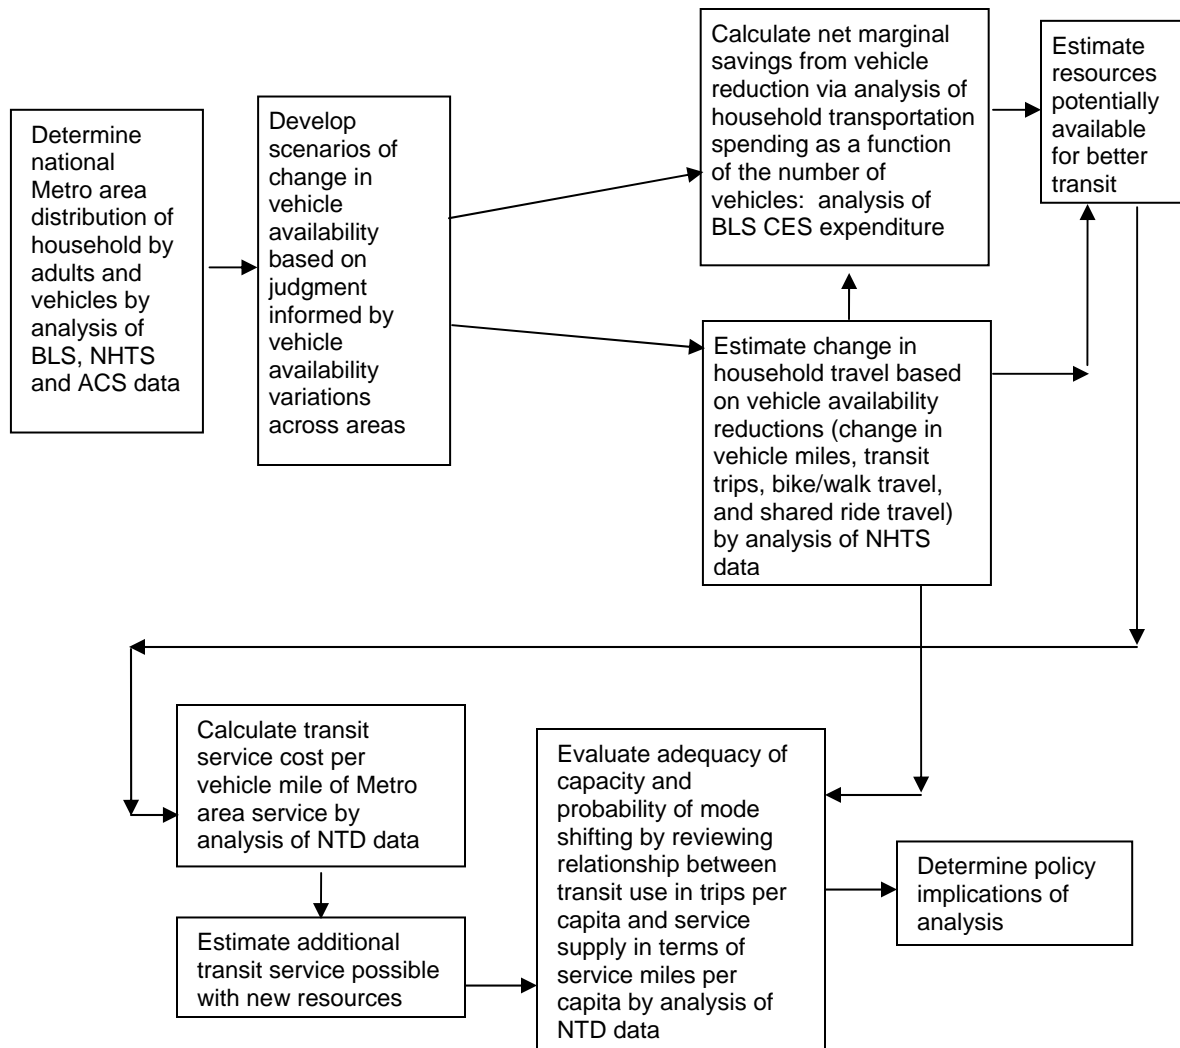 Determine
national
Metro area
distribution of
household by
adults and
vehicles by
analysis of
BLS, NHTS
and ACS data
Develop
scenarios of
change in
vehicle
availability
based on
judgment
informed by
vehicle
availability
variations
across areas
Calculate net marginal
savings from vehicle
reduction via analysis of
household transportation
spending as a function
of the number of
vehicles:  analysis of
BLS CES expenditure
Estimate
resources
potentially
available
for better
transit
Estimate change in
household travel based
on vehicle availability
reductions (change in
vehicle miles, transit
trips, bike/walk travel,
and shared ride travel)
by analysis of NHTS
data
Calculate transit
service cost per
vehicle mile of Metro
area service by
analysis of NTD data
Estimate additional
transit service possible
with new resources
Evaluate adequacy of
capacity and
probability of mode
shifting by reviewing
relationship between
transit use in trips per
capita and service
supply in terms of
service miles per
capita by analysis of
NTD data
Determine policy
implications of
analysis